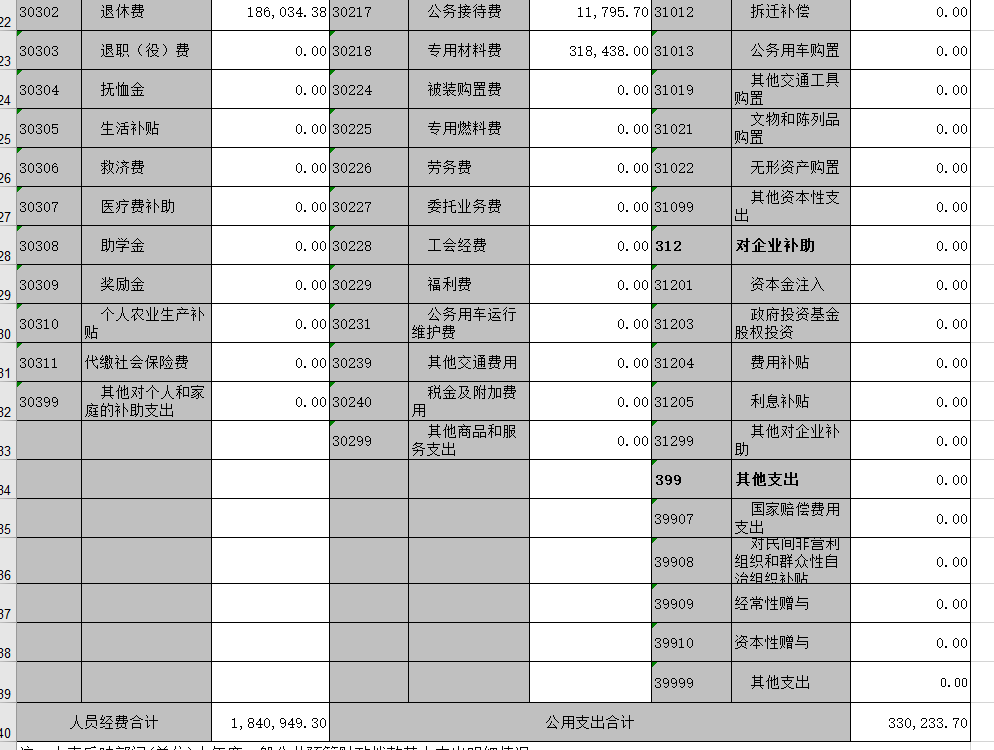 22 30302 退休费 186,034.38 30217 公务接待费 11,795.70 31012 拆迁补偿 0.00
23 30303 退职（役）费 0.00 30218 专用材料费 318,438.00 31013 公务用车购置 0.00
24 30304 抚恤金 0.00 30224 被装购置费 0.00 31019 其他交通工具
购置 0.00
25 30305 生活补贴 0.00 30225 专用燃料费 0.00 31021 文物和陈列品
购置 0.00
26 30306 救济费 0.00 30226 劳务费 0.00 31022 无形资产购置 0.00
27 30307 医疗费补助 0.00 30227 委托业务费 0.00 31099 其他资本性支
出 0.00
28 30308 助学金 0.00 30228 工会经费 0.00 312 对企业补助 0.00
29 30309 奖励金 0.00 30229 福利费 0.00 31201 资本金注入 0.00
30 30310 个人农业生产补
贴 0.00 30231 公务用车运行
维护费 0.00 31203 政府投资基金
股权投资 0.00
31 30311 代缴社会保险费 0.00 30239 其他交通费用 0.00 31204 费用补贴 0.00
32 30399 其他对个人和家
庭的补助支出 0.00 30240 税金及附加费
用 0.00 31205 利息补贴 0.00
33 30299 其他商品和服
务支出 0.00 31299 其他对企业补
助 0.00
34 399 其他支出 0.00
35 39907 国家赔偿费用
支出 0.00
36 39908 对民间非营利
组织和群众性自
治组织补贴 0.00
37 39909 经常性赠与 0.00
38 39910 资本性赠与 0.00
39 39999 其他支出 0.00
40 人员经费合计 1,840,949.30 公用支出合计 330,233.70